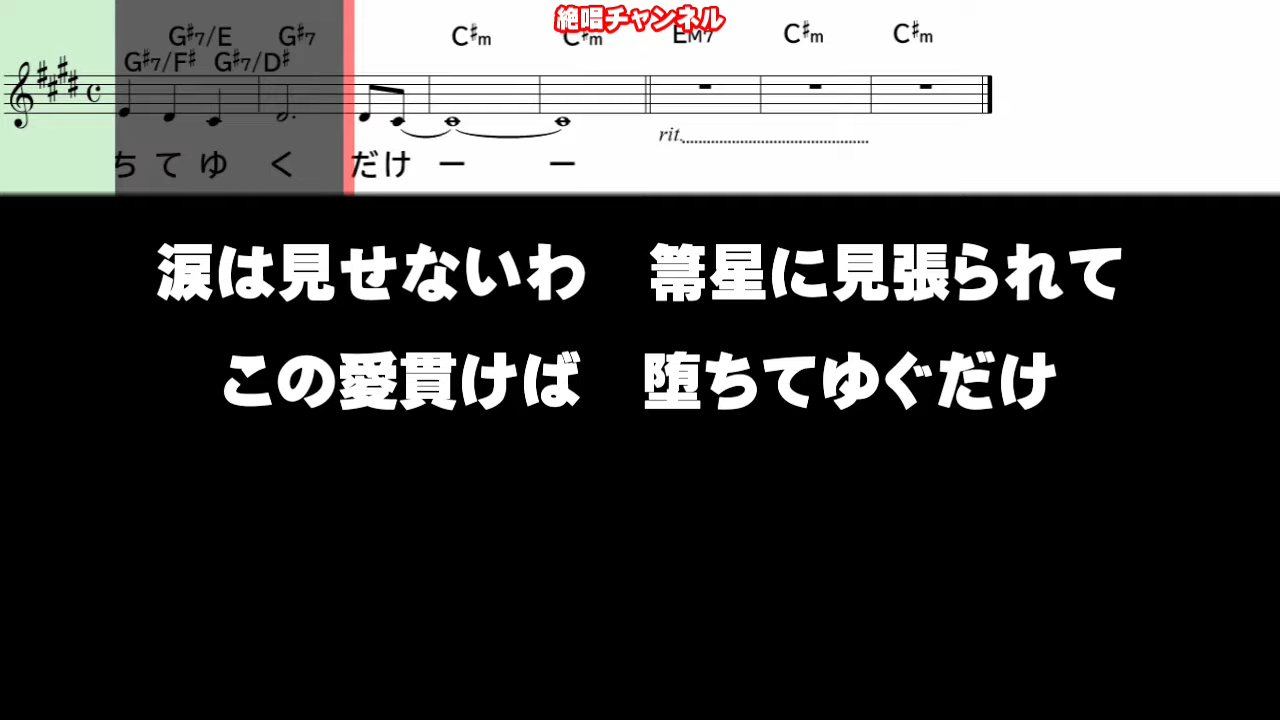 絶唱チャンネル
G♯7/E G♯7 C♯m C♯m EM7 C♯m C♯m
G♯7/F♯ G♯7/D♯
rit.
ちてゆ く だけ ー ー
涙は見せないわ　箒星に見張られて
この愛貫けば　堕ちてゆぐだけ